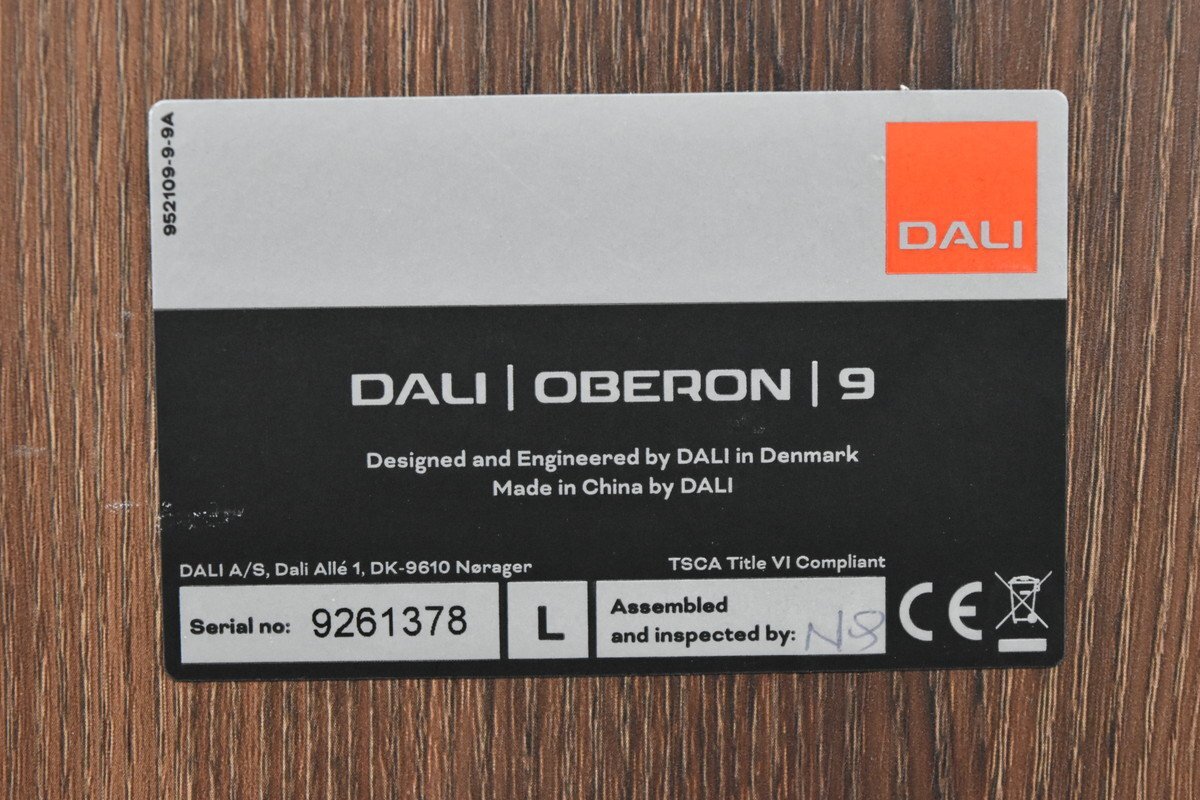 952109-9-9A
DALI
DALI | OBERON | 9
Designed and Engineered by DALI in Denmark
Made in China by DALI
DALI A/S, Dali Allé 1, DK-9610 Nørager
TSCA Title VI Compliant
Serial no: 9261378
L
Assembled
and inspected by:
CE